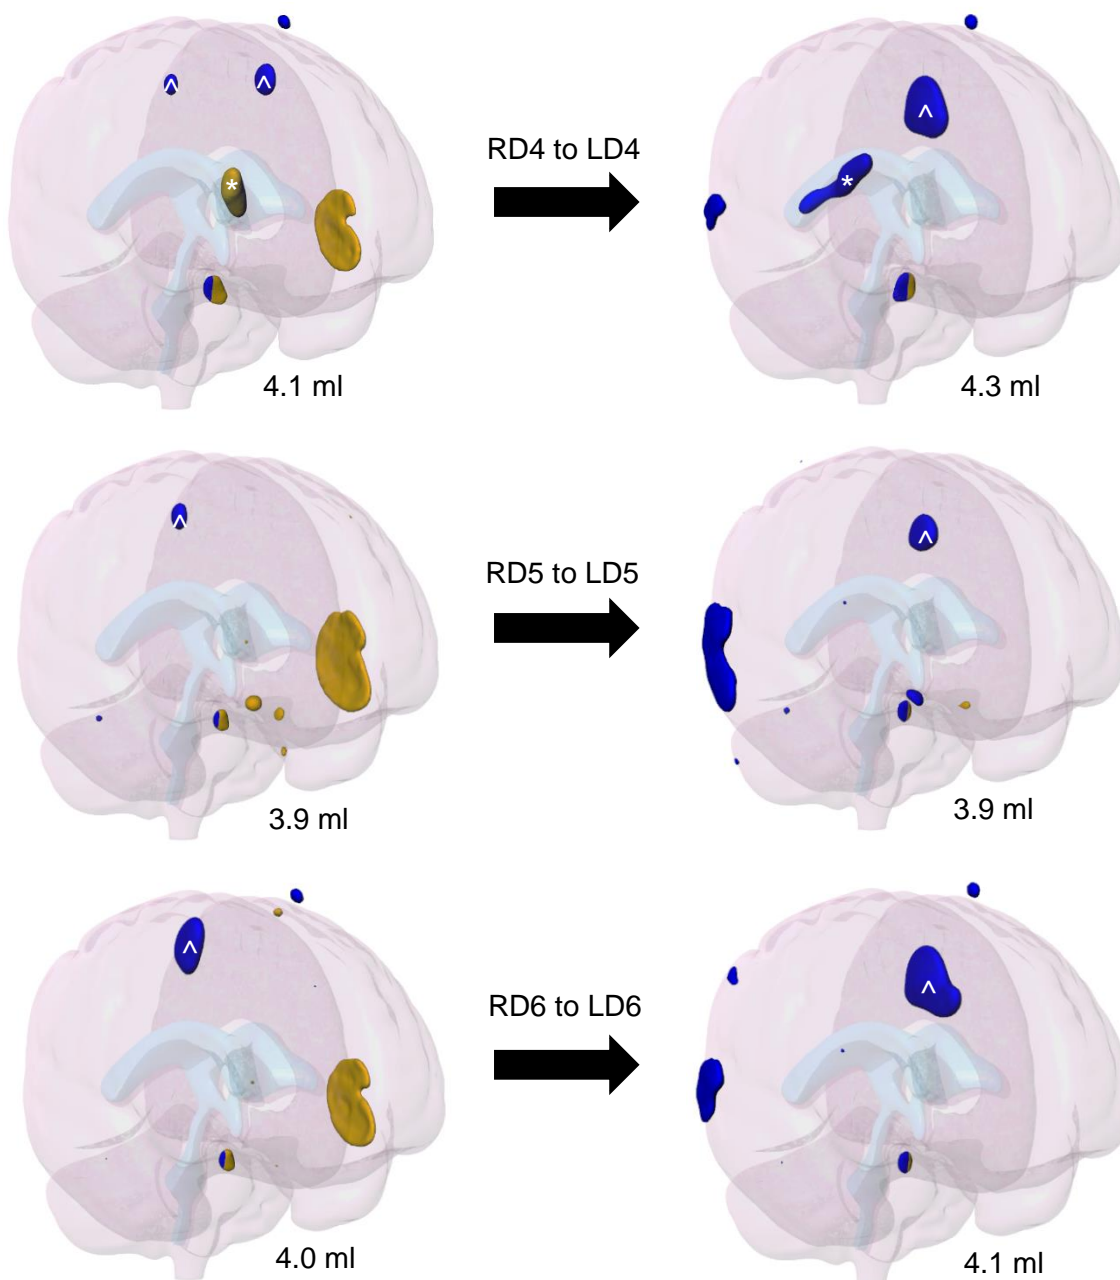 ^ ^
RD4 to LD4
^
* *
4.1 ml
4.3 ml
^
RD5 to LD5
^
3.9 ml
3.9 ml
^
RD6 to LD6
^
4.0 ml
4.1 ml